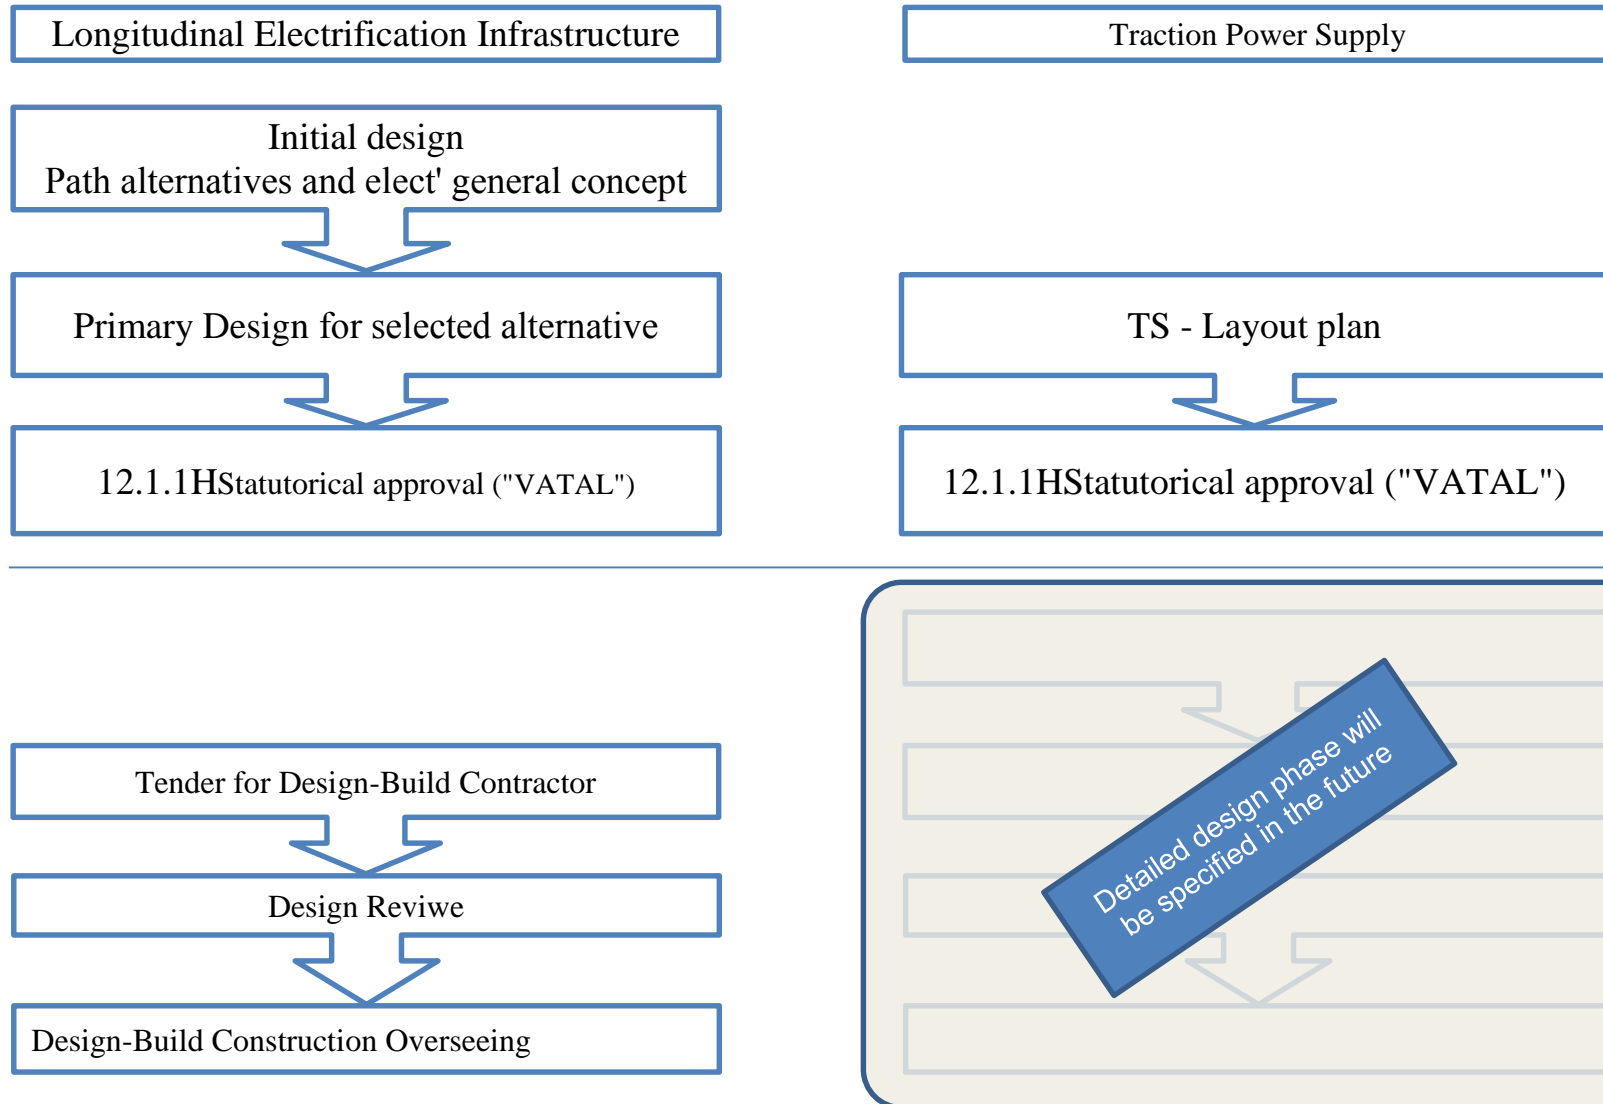 Longitudinal Electrification Infrastructure
Traction Power Supply
Initial design
Path alternatives and elect' general concept
Primary Design for selected alternative
TS - Layout plan
12.1.1HStatutorical approval ("VATAL")
12.1.1HStatutorical approval ("VATAL")
Tender for Design-Build Contractor
Design Reviwe
Design-Build Construction Overseeing
Detailed design phase will
be specified in the future